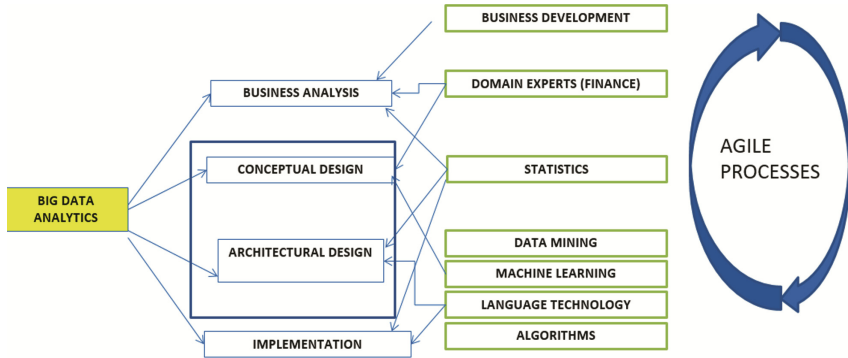 BUSINESS DEVELOPMENT
BUSINESS ANALYSIS
DOMAIN EXPERTS (FINANCE)
CONCEPTUAL DESIGN
STATISTICS
AGILE
PROCESSES
BIG DATA
ANALYTICS
ARCHITECTURAL DESIGN
DATA MINING
MACHINE LEARNING
LANGUAGE TECHNOLOGY
IMPLEMENTATION
ALGORITHMS